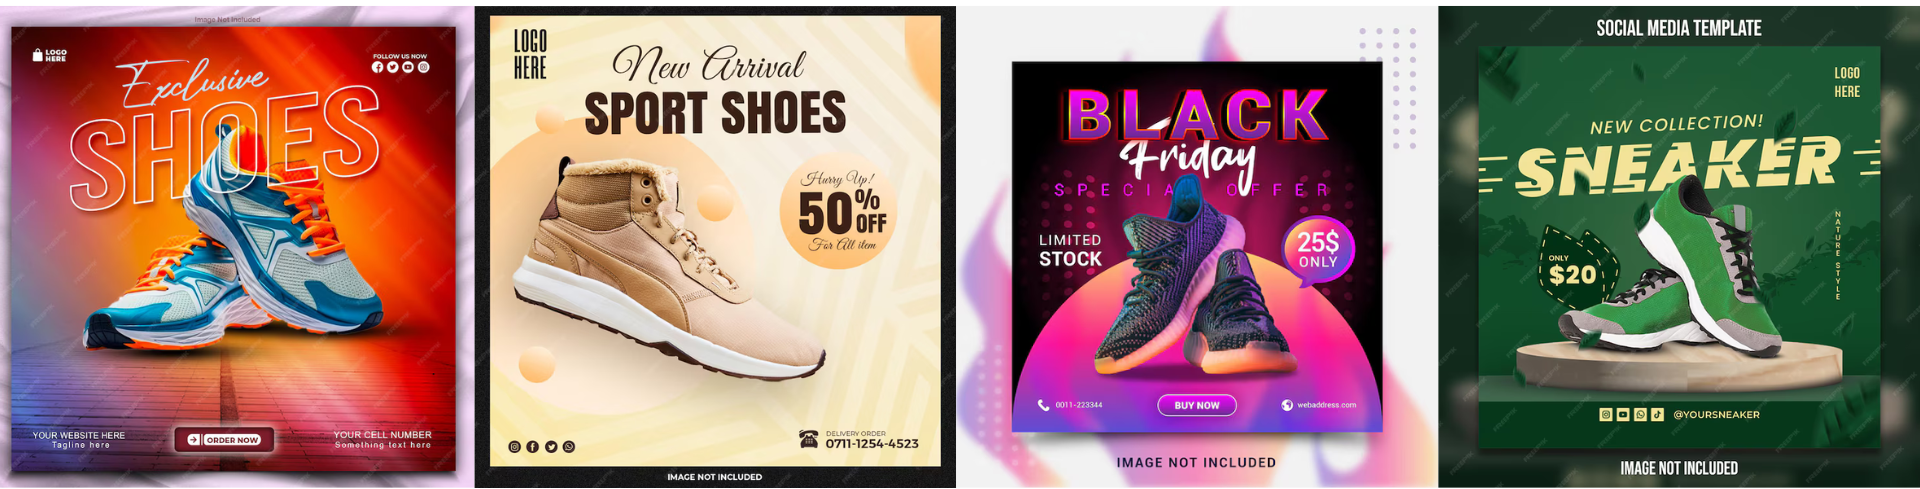 Image Not Included
LOGO
HERE
FOLLOW US NOW
Exclusive
SHOES
YOUR WEBSITE HERE
Tagline here
ORDER NOW
YOUR CELL NUMBER
Something text here
LOGO
HERE
New Arrival
SPORT SHOES
Hurry Up!
50% OFF
For All item
DELIVERY ORDER
0711-1254-4523
IMAGE NOT INCLUDED
BLACK
Friday
SPECIAL OFFER
LIMITED
STOCK
25$
ONLY
0011-223344
BUY NOW
webaddress.com
IMAGE NOT INCLUDED
SOCIAL MEDIA TEMPLATE
LOGO
HERE
NEW COLLECTION!
SNEAKER
NATURE STYLE
ONLY
$20
@YOURSNEAKER
IMAGE NOT INCLUDED